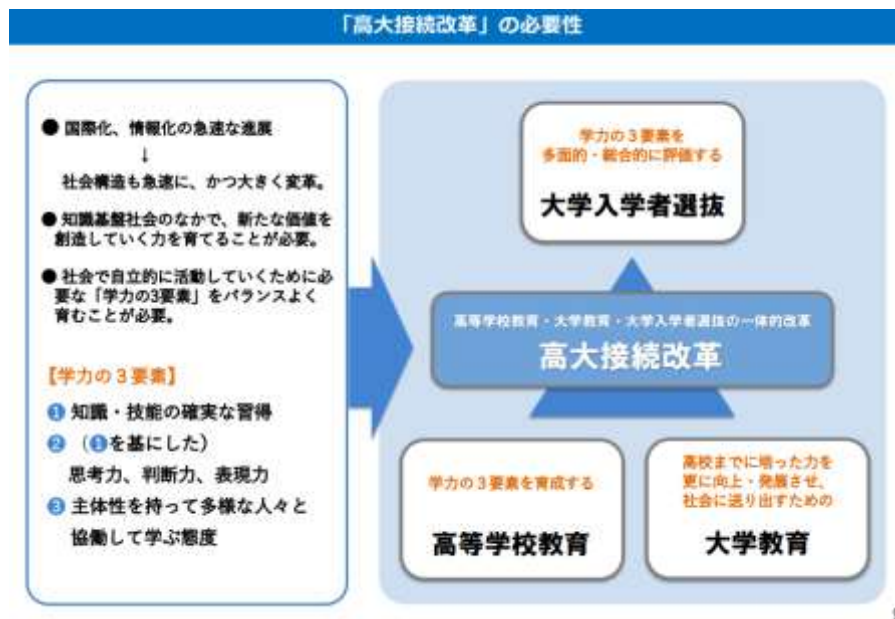 「高大接続改革」の必要性
● 国際化、情報化の急速な進展
↓
社会構造も急速に、かつ大きく変革。
● 知識基盤社会のなかで、新たな価値を
創造していく力を育てることが必要。
● 社会で自立的に活動していくために必
要な「学力の3要素」をバランスよく
育むことが必要。
【学力の3要素】
❶ 知識・技能の確実な習得
❷ (❶を基にした)
思考力、判断力、表現力
❸ 主体性を持って多様な人々と
協働して学ぶ態度
学力の3要素を
多面的・総合的に評価する
大学入学者選抜
高等学校教育・大学教育・大学入学者選抜の一体的改革
高大接続改革
学力の3要素を育成する
高等学校教育
高校までに培った力を
更に向上・発展させ、
社会に送り出すための
大学教育